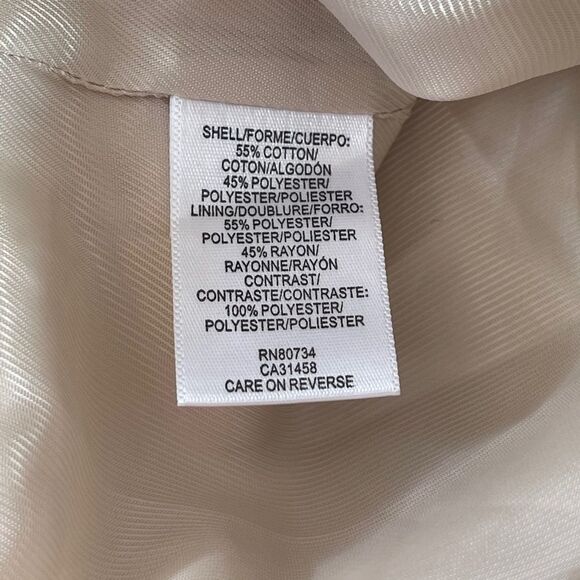 SHELL/FORME/CUERPO:
55% COTTON/
COTON/ALGODÓN
45% POLYESTER/
POLYESTER/POLIESTER
LINING/DOUBLURE/FORRO:
55% POLYESTER/
POLYESTER/POLIESTER
45% RAYON/
RAYONNE/RAYÓN
CONTRAST/
CONTRASTE/CONTRASTE:
100% POLYESTER/
POLYESTER/POLIESTER
RN80734
CA31458
CARE ON REVERSE